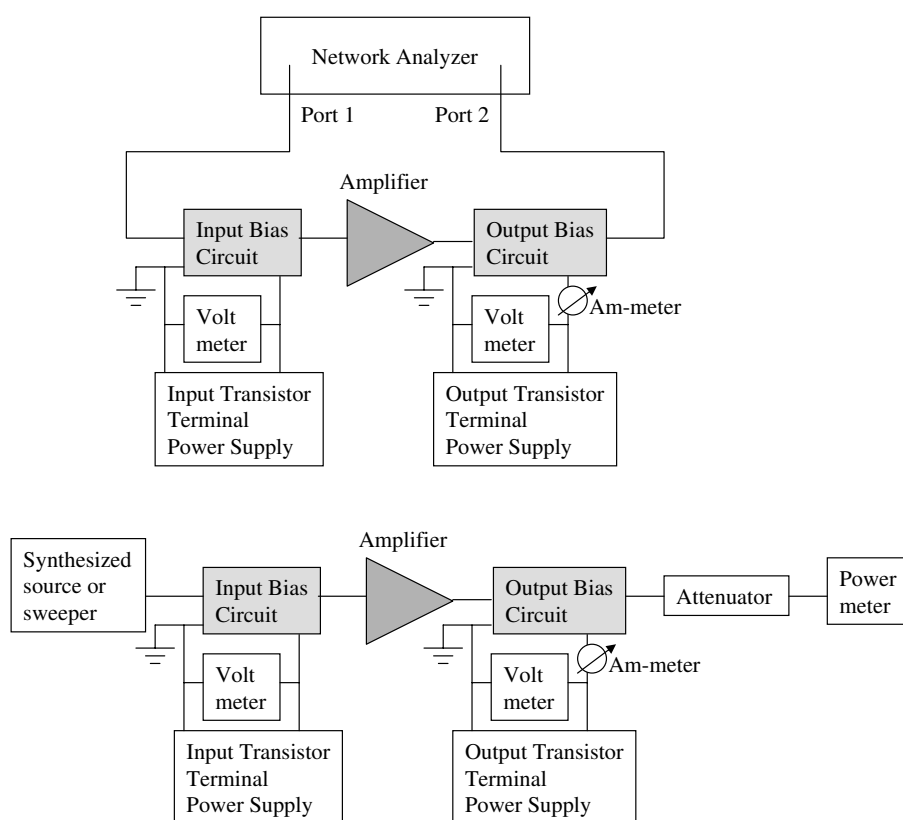 Network Analyzer
Port 1
Port 2
Amplifier
Input Bias
Circuit
Output Bias
Circuit
Volt
meter
Volt
meter
Am-meter
Input Transistor
Terminal
Power Supply
Output Transistor
Terminal
Power Supply
Amplifier
Synthesized
source or
sweeper
Input Bias
Circuit
Output Bias
Circuit
Attenuator
Power
meter
Volt
meter
Volt
meter
Am-meter
Input Transistor
Terminal
Power Supply
Output Transistor
Terminal
Power Supply